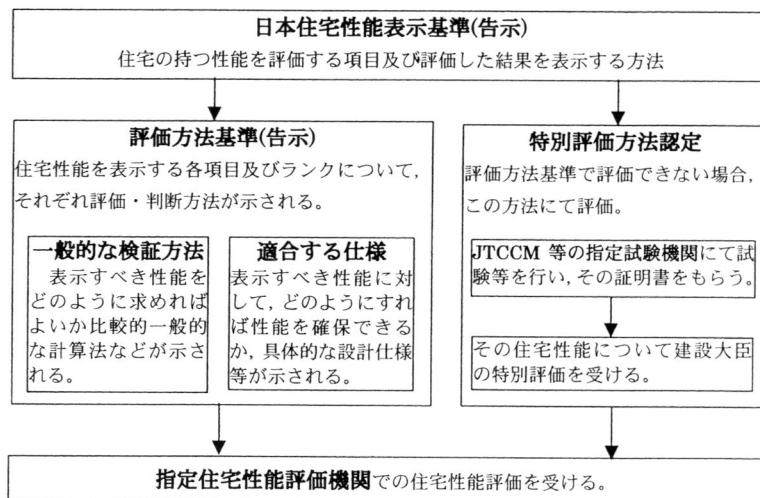 日本住宅性能表示基準(告示)
住宅の持つ性能を評価する項目及び評価した結果を表示する方法
評価方法基準(告示)
住宅性能を表示する各項目及びランクについて,
それぞれ評価・判断方法が示される。
一般的な検証方法
表示すべき性能を
どのように求めれば
よいか比較的一般的
な計算法などが示さ
れる。
適合する仕様
表示すべき性能に対
して, どのようにすれ
ば性能を確保できる
か, 具体的な設計仕様
等が示される。
特別評価方法認定
評価方法基準で評価できない場合,
この方法にて評価。
JTCCM 等の指定試験機関にて試
験等を行い, その証明書をもらう。
その住宅性能について建設大臣
の特別評価を受ける。
指定住宅性能評価機関での住宅性能評価を受ける。